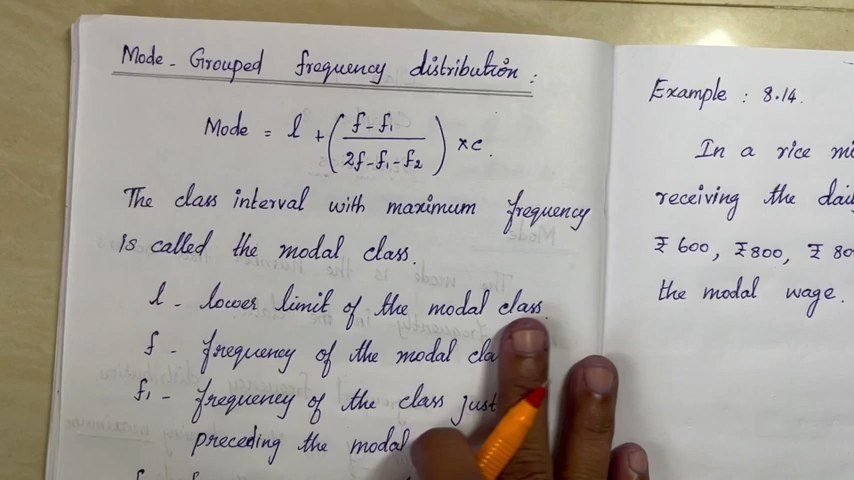 Mode - Grouped frequency distribution :
Mode = l + ( f - f₁ / 2f - f₁ - f₂ ) × c.
The class interval with maximum frequency
is called the modal class.
l - lower limit of the modal class.
f - frequency of the modal
f₁ - frequency of the class just
preceding the modal
Example : 8.14.
In a rice
receiving the
₹ 600, ₹ 800, ₹
the modal wage.